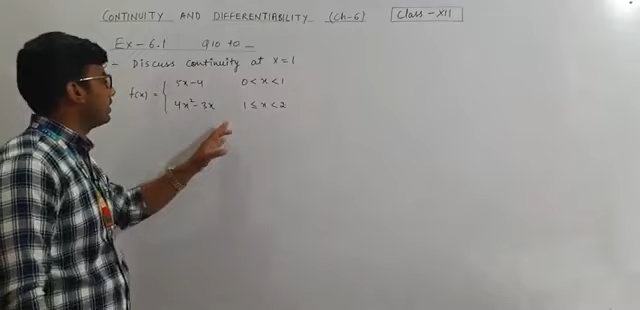 CONTINUITY AND DIFFERENTIABILITY (Ch-6) Class-XII
Ex-6.1 Q10 to _
- Discuss continuity at x=1
f(x) = { 5x-4 0<x<1
4x²-3x 1≤x<2